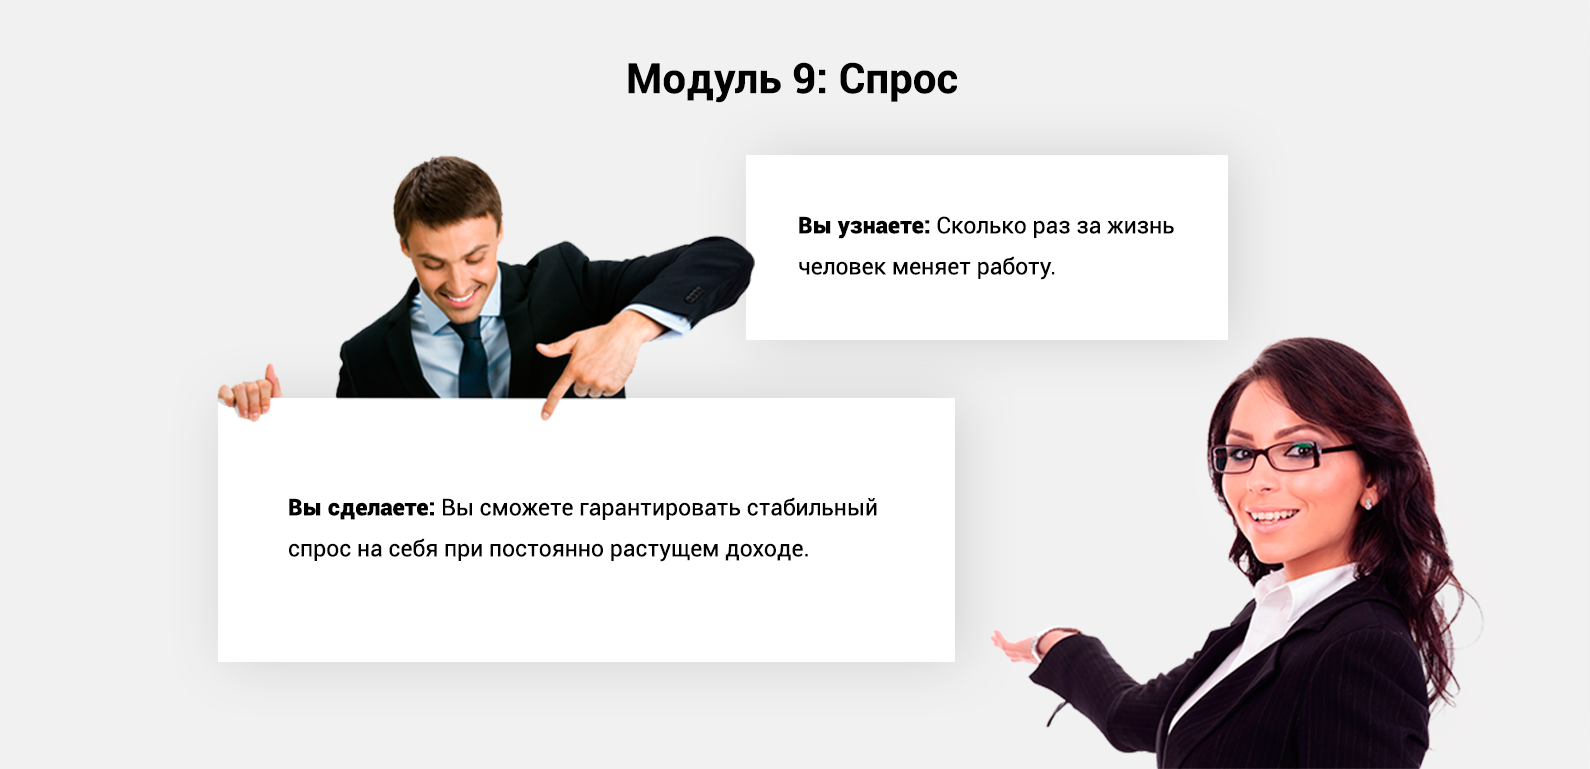 Модуль 9: Спрос
Вы узнаете: Сколько раз за жизнь
человек меняет работу.
Вы сделаете: Вы сможете гарантировать стабильный
спрос на себя при постоянно растущем доходе.